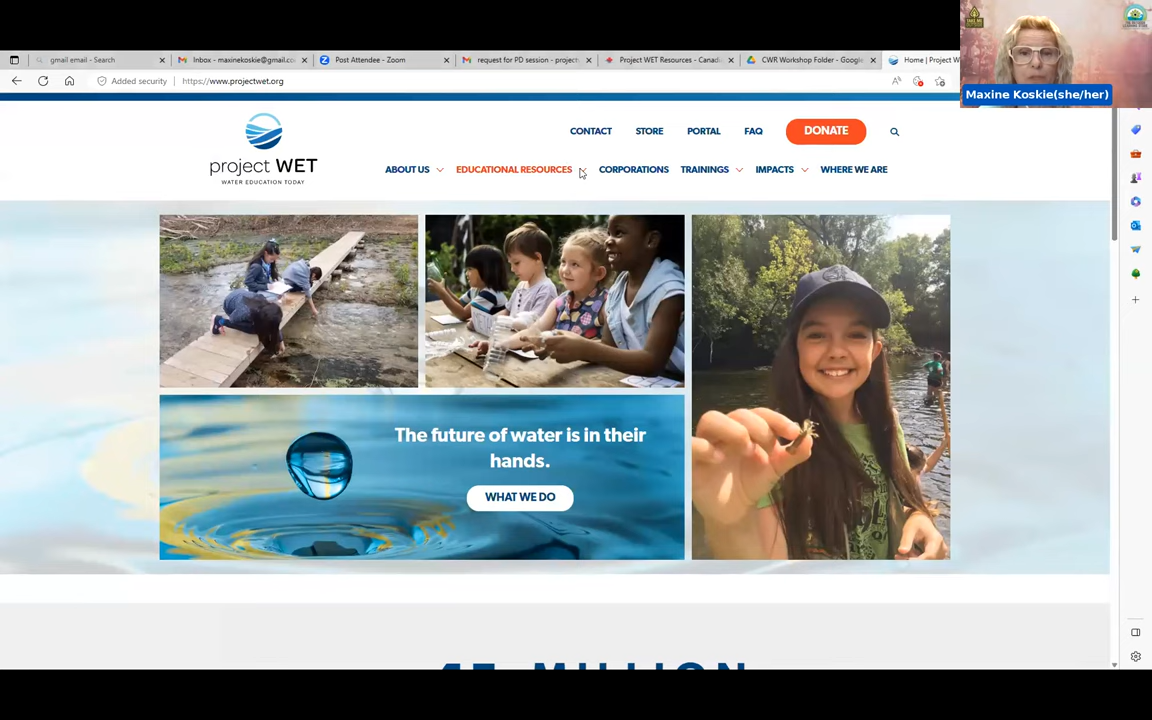 gmail email - Search
Inbox - maxinekoskie@gmail.co
Post Attendee - Zoom
request for PD session - project
Project WET Resources - Canadi
CWR Workshop Folder - Google
Home | Project W
Added security
https://www.projectwet.org
Maxine Koskie(she/her)
project WET
WATER EDUCATION TODAY
CONTACT
STORE
PORTAL
FAQ
DONATE
ABOUT US
EDUCATIONAL RESOURCES
CORPORATIONS
TRAININGS
IMPACTS
WHERE WE ARE
The future of water is in their
hands.
WHAT WE DO